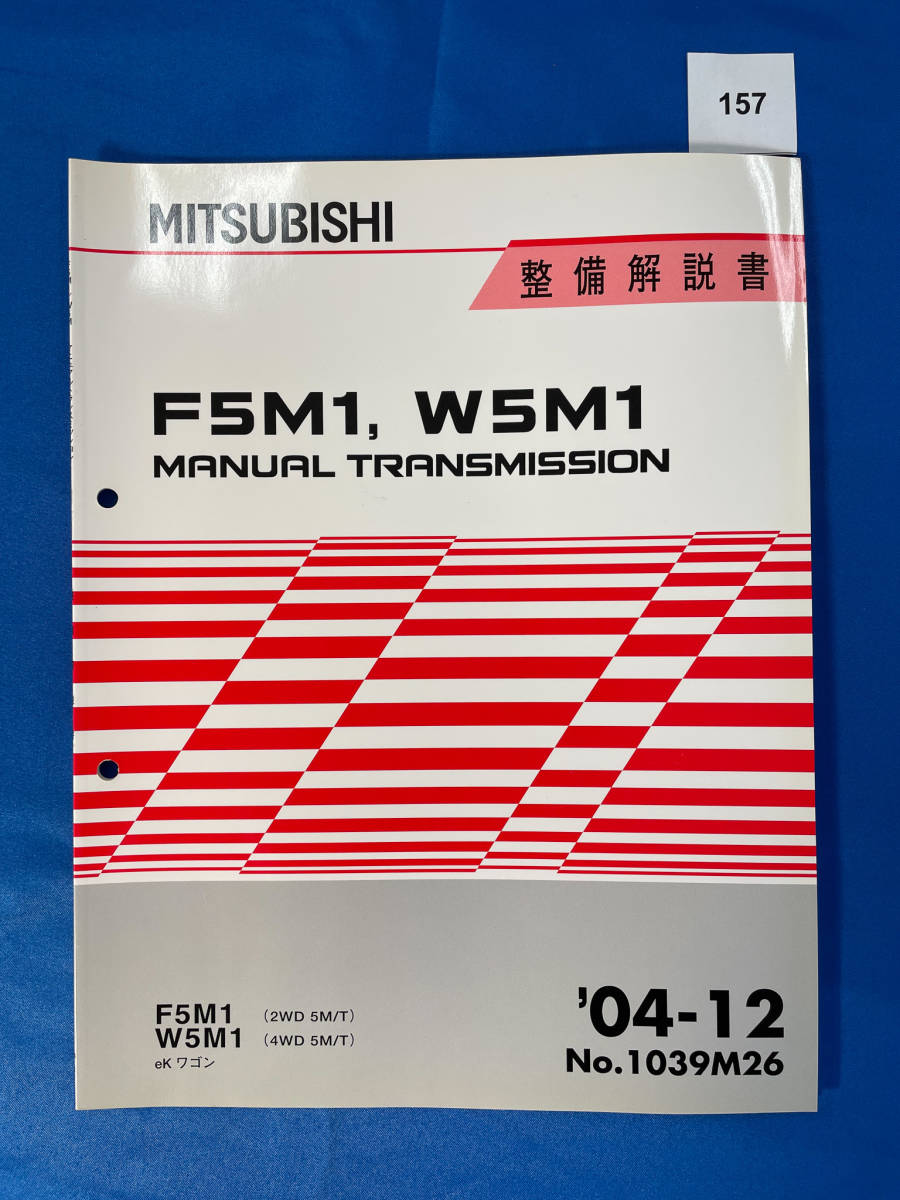 157
MITSUBISHI
整備解説書
F5M1, W5M1
MANUAL TRANSMISSION
F5M1 (2WD 5M/T)
W5M1 (4WD 5M/T)
eK ワゴン
'04-12
No.1039M26